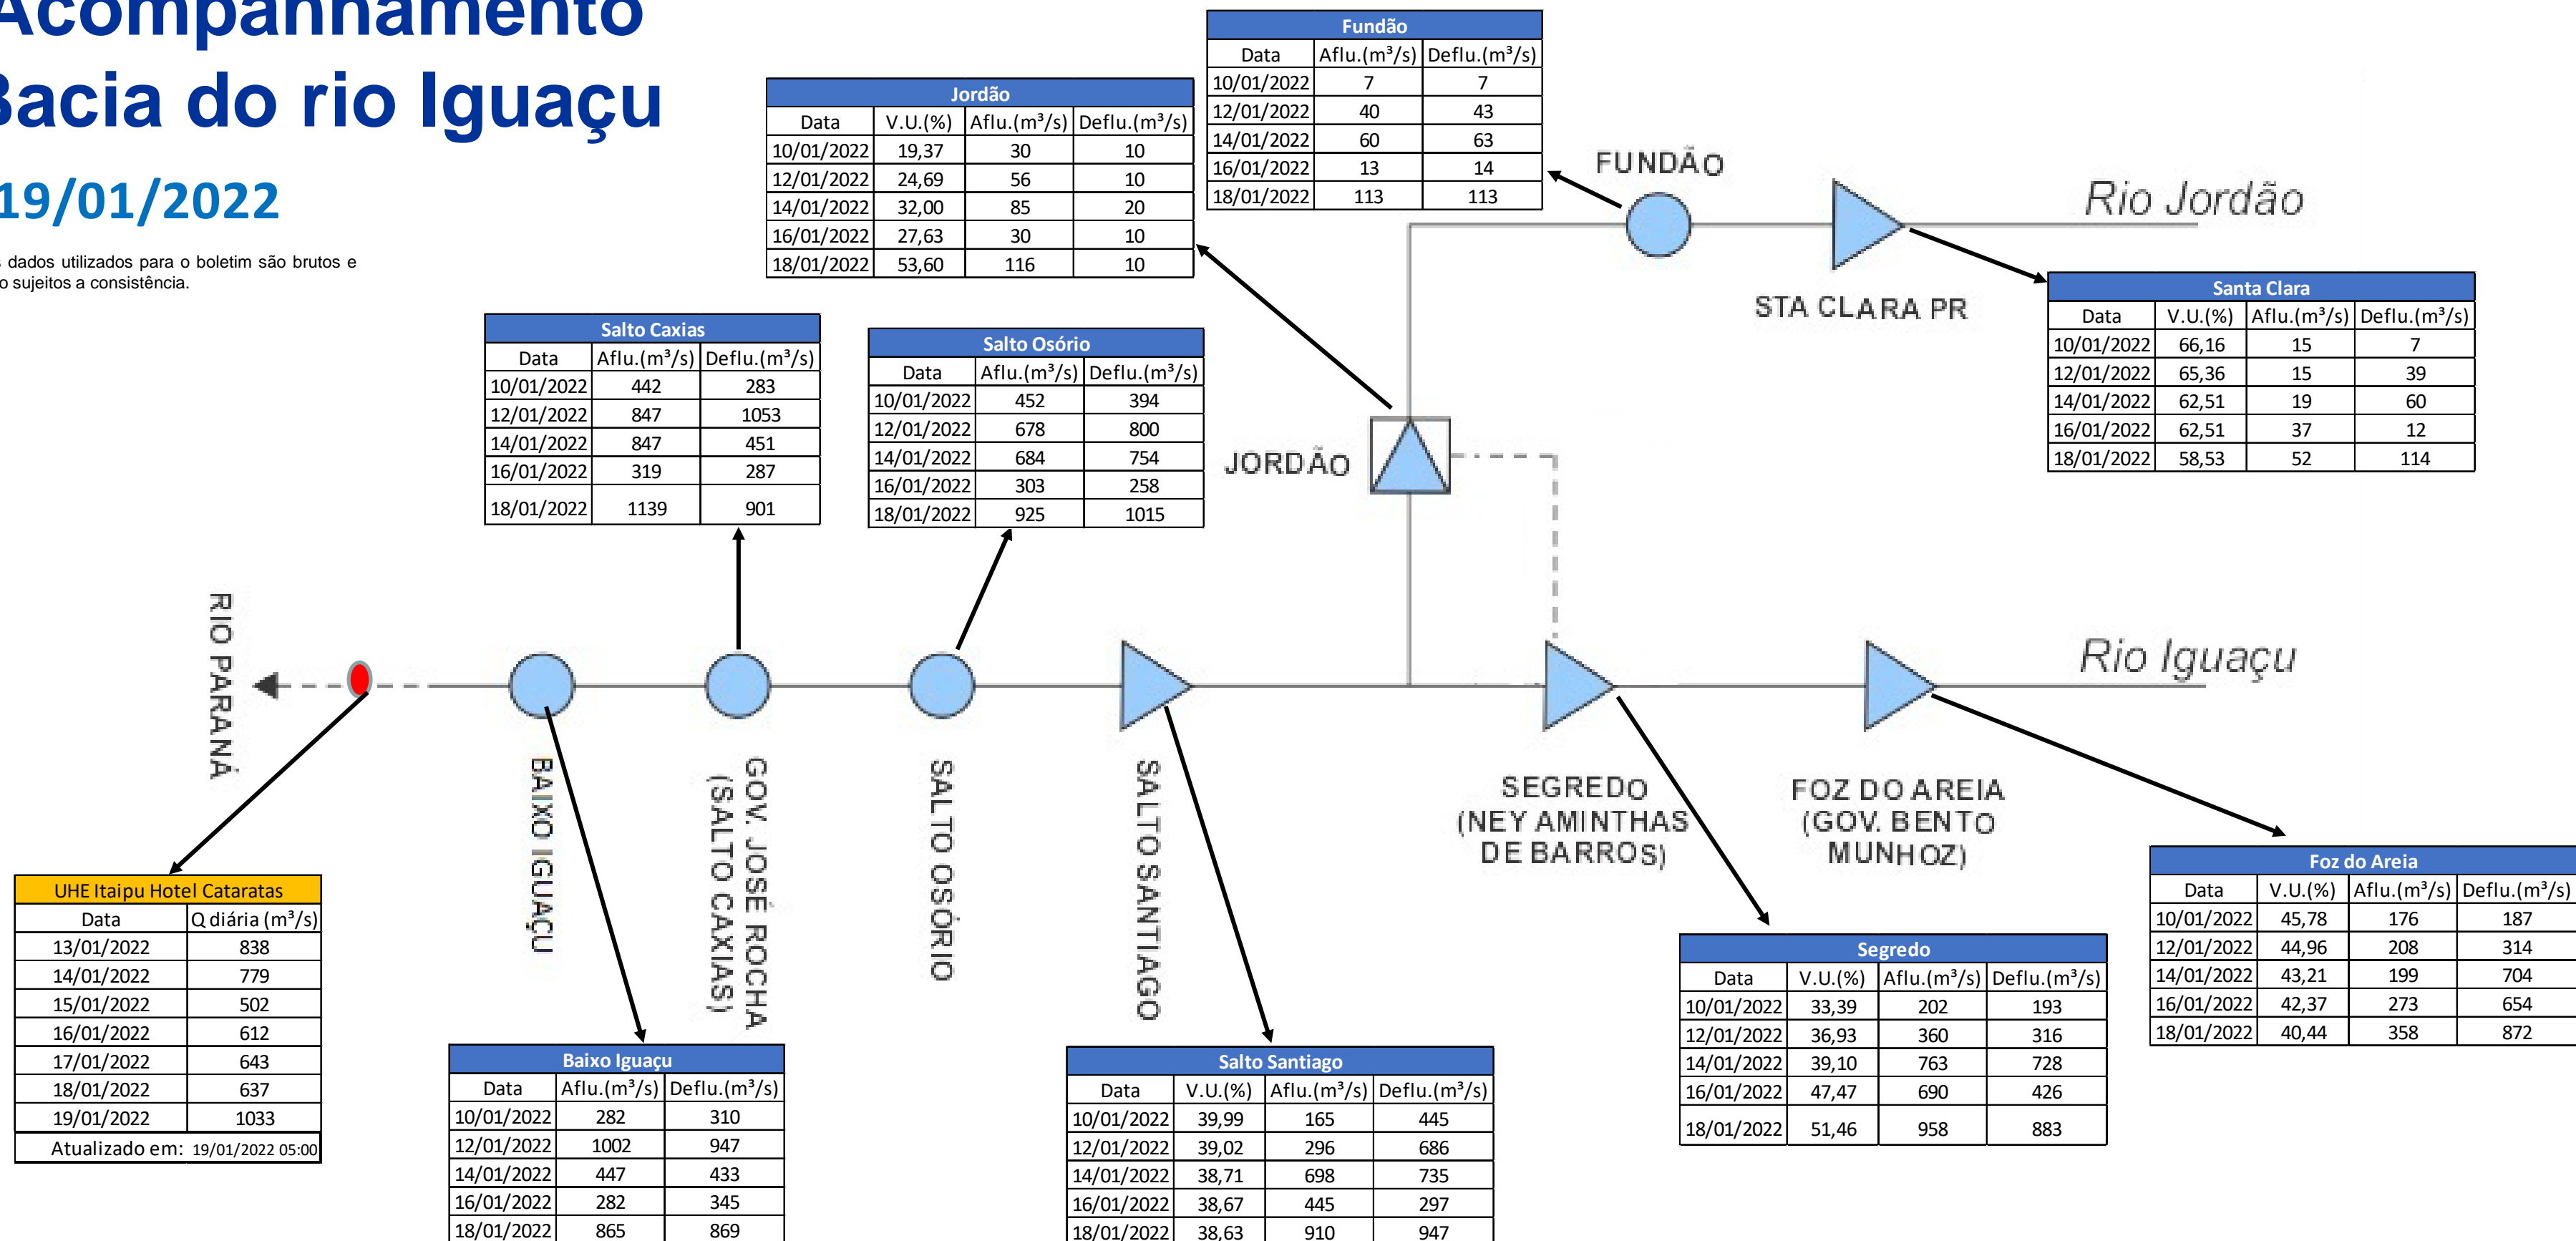 Acompanhamento
Bacia do rio Iguaçu
19/01/2022
dados utilizados para o boletim são brutos e
sujeitos a consistência.
Fundão
Data Aflu.(m³/s) Deflu.(m³/s)
10/01/2022 7 7
12/01/2022 40 43
14/01/2022 60 63
16/01/2022 13 14
18/01/2022 113 113
Jordão
Data V.U.(%) Aflu.(m³/s) Deflu.(m³/s)
10/01/2022 19,37 30 10
12/01/2022 24,69 56 10
14/01/2022 32,00 85 20
16/01/2022 27,63 30 10
18/01/2022 53,60 116 10
FUNDÃO
Rio Jordão
STA CLARA PR
Santa Clara
Data V.U.(%) Aflu.(m³/s) Deflu.(m³/s)
10/01/2022 66,16 15 7
12/01/2022 65,36 15 39
14/01/2022 62,51 19 60
16/01/2022 62,51 37 12
18/01/2022 58,53 52 114
Salto Caxias
Data Aflu.(m³/s) Deflu.(m³/s)
10/01/2022 442 283
12/01/2022 847 1053
14/01/2022 847 451
16/01/2022 319 287
18/01/2022 1139 901
Salto Osório
Data Aflu.(m³/s) Deflu.(m³/s)
10/01/2022 452 394
12/01/2022 678 800
14/01/2022 684 754
16/01/2022 303 258
18/01/2022 925 1015
JORDÃO
RIO PARANÁ
Rio Iguaçu
BAIXO IGUAÇU
GOV. JOSÉ ROCHA
(SALTO CAXIAS)
SALTO OSÓRIO
SALTO SANTIAGO
SEGREDO
(NEY AMINTHAS
DE BARROS)
FOZ DO AREIA
(GOV. BENTO
MUNHOZ)
Foz do Areia
Data V.U.(%) Aflu.(m³/s) Deflu.(m³/s)
10/01/2022 45,78 176 187
12/01/2022 44,96 208 314
14/01/2022 43,21 199 704
16/01/2022 42,37 273 654
18/01/2022 40,44 358 872
UHE Itaipu Hotel Cataratas
Data Q diária (m³/s)
13/01/2022 838
14/01/2022 779
15/01/2022 502
16/01/2022 612
17/01/2022 643
18/01/2022 637
19/01/2022 1033
Atualizado em: 19/01/2022 05:00
Segredo
Data V.U.(%) Aflu.(m³/s) Deflu.(m³/s)
10/01/2022 33,39 202 193
12/01/2022 36,93 360 316
14/01/2022 39,10 763 728
16/01/2022 47,47 690 426
18/01/2022 51,46 958 883
Baixo Iguaçu
Data Aflu.(m³/s) Deflu.(m³/s)
10/01/2022 282 310
12/01/2022 1002 947
14/01/2022 447 433
16/01/2022 282 345
18/01/2022 865 869
Salto Santiago
Data V.U.(%) Aflu.(m³/s) Deflu.(m³/s)
10/01/2022 39,99 165 445
12/01/2022 39,02 296 686
14/01/2022 38,71 698 735
16/01/2022 38,67 445 297
18/01/2022 38,63 910 947